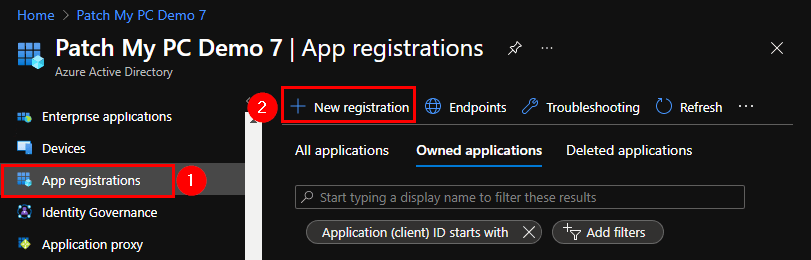 Home > Patch My PC Demo 7
Patch My PC Demo 7 | App registrations
Azure Active Directory
Enterprise applications
Devices
1
App registrations
Identity Governance
Application proxy
2
+ New registration Endpoints Troubleshooting Refresh ...
All applications Owned applications Deleted applications
Start typing a display name to filter these results
Application (client) ID starts with Add filters